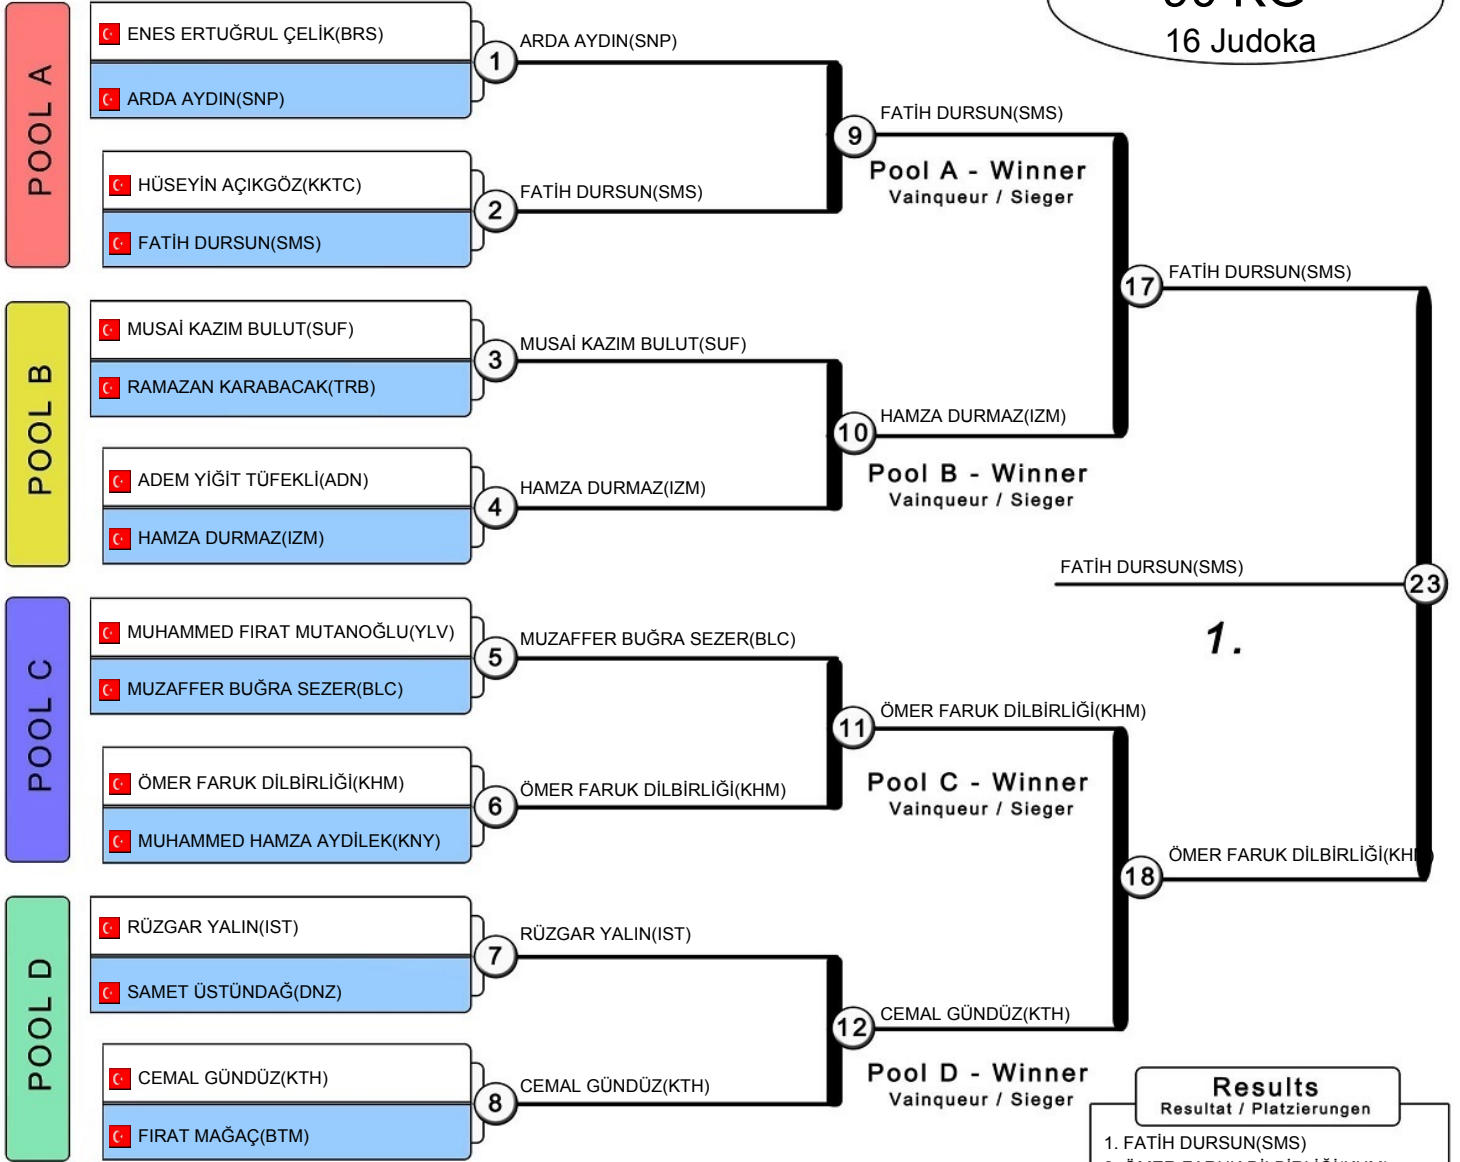 16 Judoka
POOL A
ENES ERTUĞRUL ÇELİK(BRS)
ARDA AYDIN(SNP)
HÜSEYİN AÇIKGÖZ(KKTC)
FATİH DURSUN(SMS)
1
ARDA AYDIN(SNP)
2
FATİH DURSUN(SMS)
9
FATİH DURSUN(SMS)
Pool A - Winner
Vainqueur / Sieger
POOL B
MUSAİ KAZIM BULUT(SUF)
RAMAZAN KARABACAK(TRB)
ADEM YİĞİT TÜFEKLİ(ADN)
HAMZA DURMAZ(IZM)
3
MUSAİ KAZIM BULUT(SUF)
4
HAMZA DURMAZ(IZM)
10
HAMZA DURMAZ(IZM)
Pool B - Winner
Vainqueur / Sieger
17
FATİH DURSUN(SMS)
FATİH DURSUN(SMS)
23
1.
POOL C
MUHAMMED FIRAT MUTANOĞLU(YLV)
MUZAFFER BUĞRA SEZER(BLC)
ÖMER FARUK DİLBİRLİĞİ(KHM)
MUHAMMED HAMZA AYDİLEK(KNY)
5
MUZAFFER BUĞRA SEZER(BLC)
6
ÖMER FARUK DİLBİRLİĞİ(KHM)
11
ÖMER FARUK DİLBİRLİĞİ(KHM)
Pool C - Winner
Vainqueur / Sieger
18
ÖMER FARUK DİLBİRLİĞİ(KHM)
POOL D
RÜZGAR YALIN(IST)
SAMET ÜSTÜNDAĞ(DNZ)
CEMAL GÜNDÜZ(KTH)
FIRAT MAĞAÇ(BTM)
7
RÜZGAR YALIN(IST)
8
CEMAL GÜNDÜZ(KTH)
12
CEMAL GÜNDÜZ(KTH)
Pool D - Winner
Vainqueur / Sieger
Results
Resultat / Platzierungen
1. FATİH DURSUN(SMS)